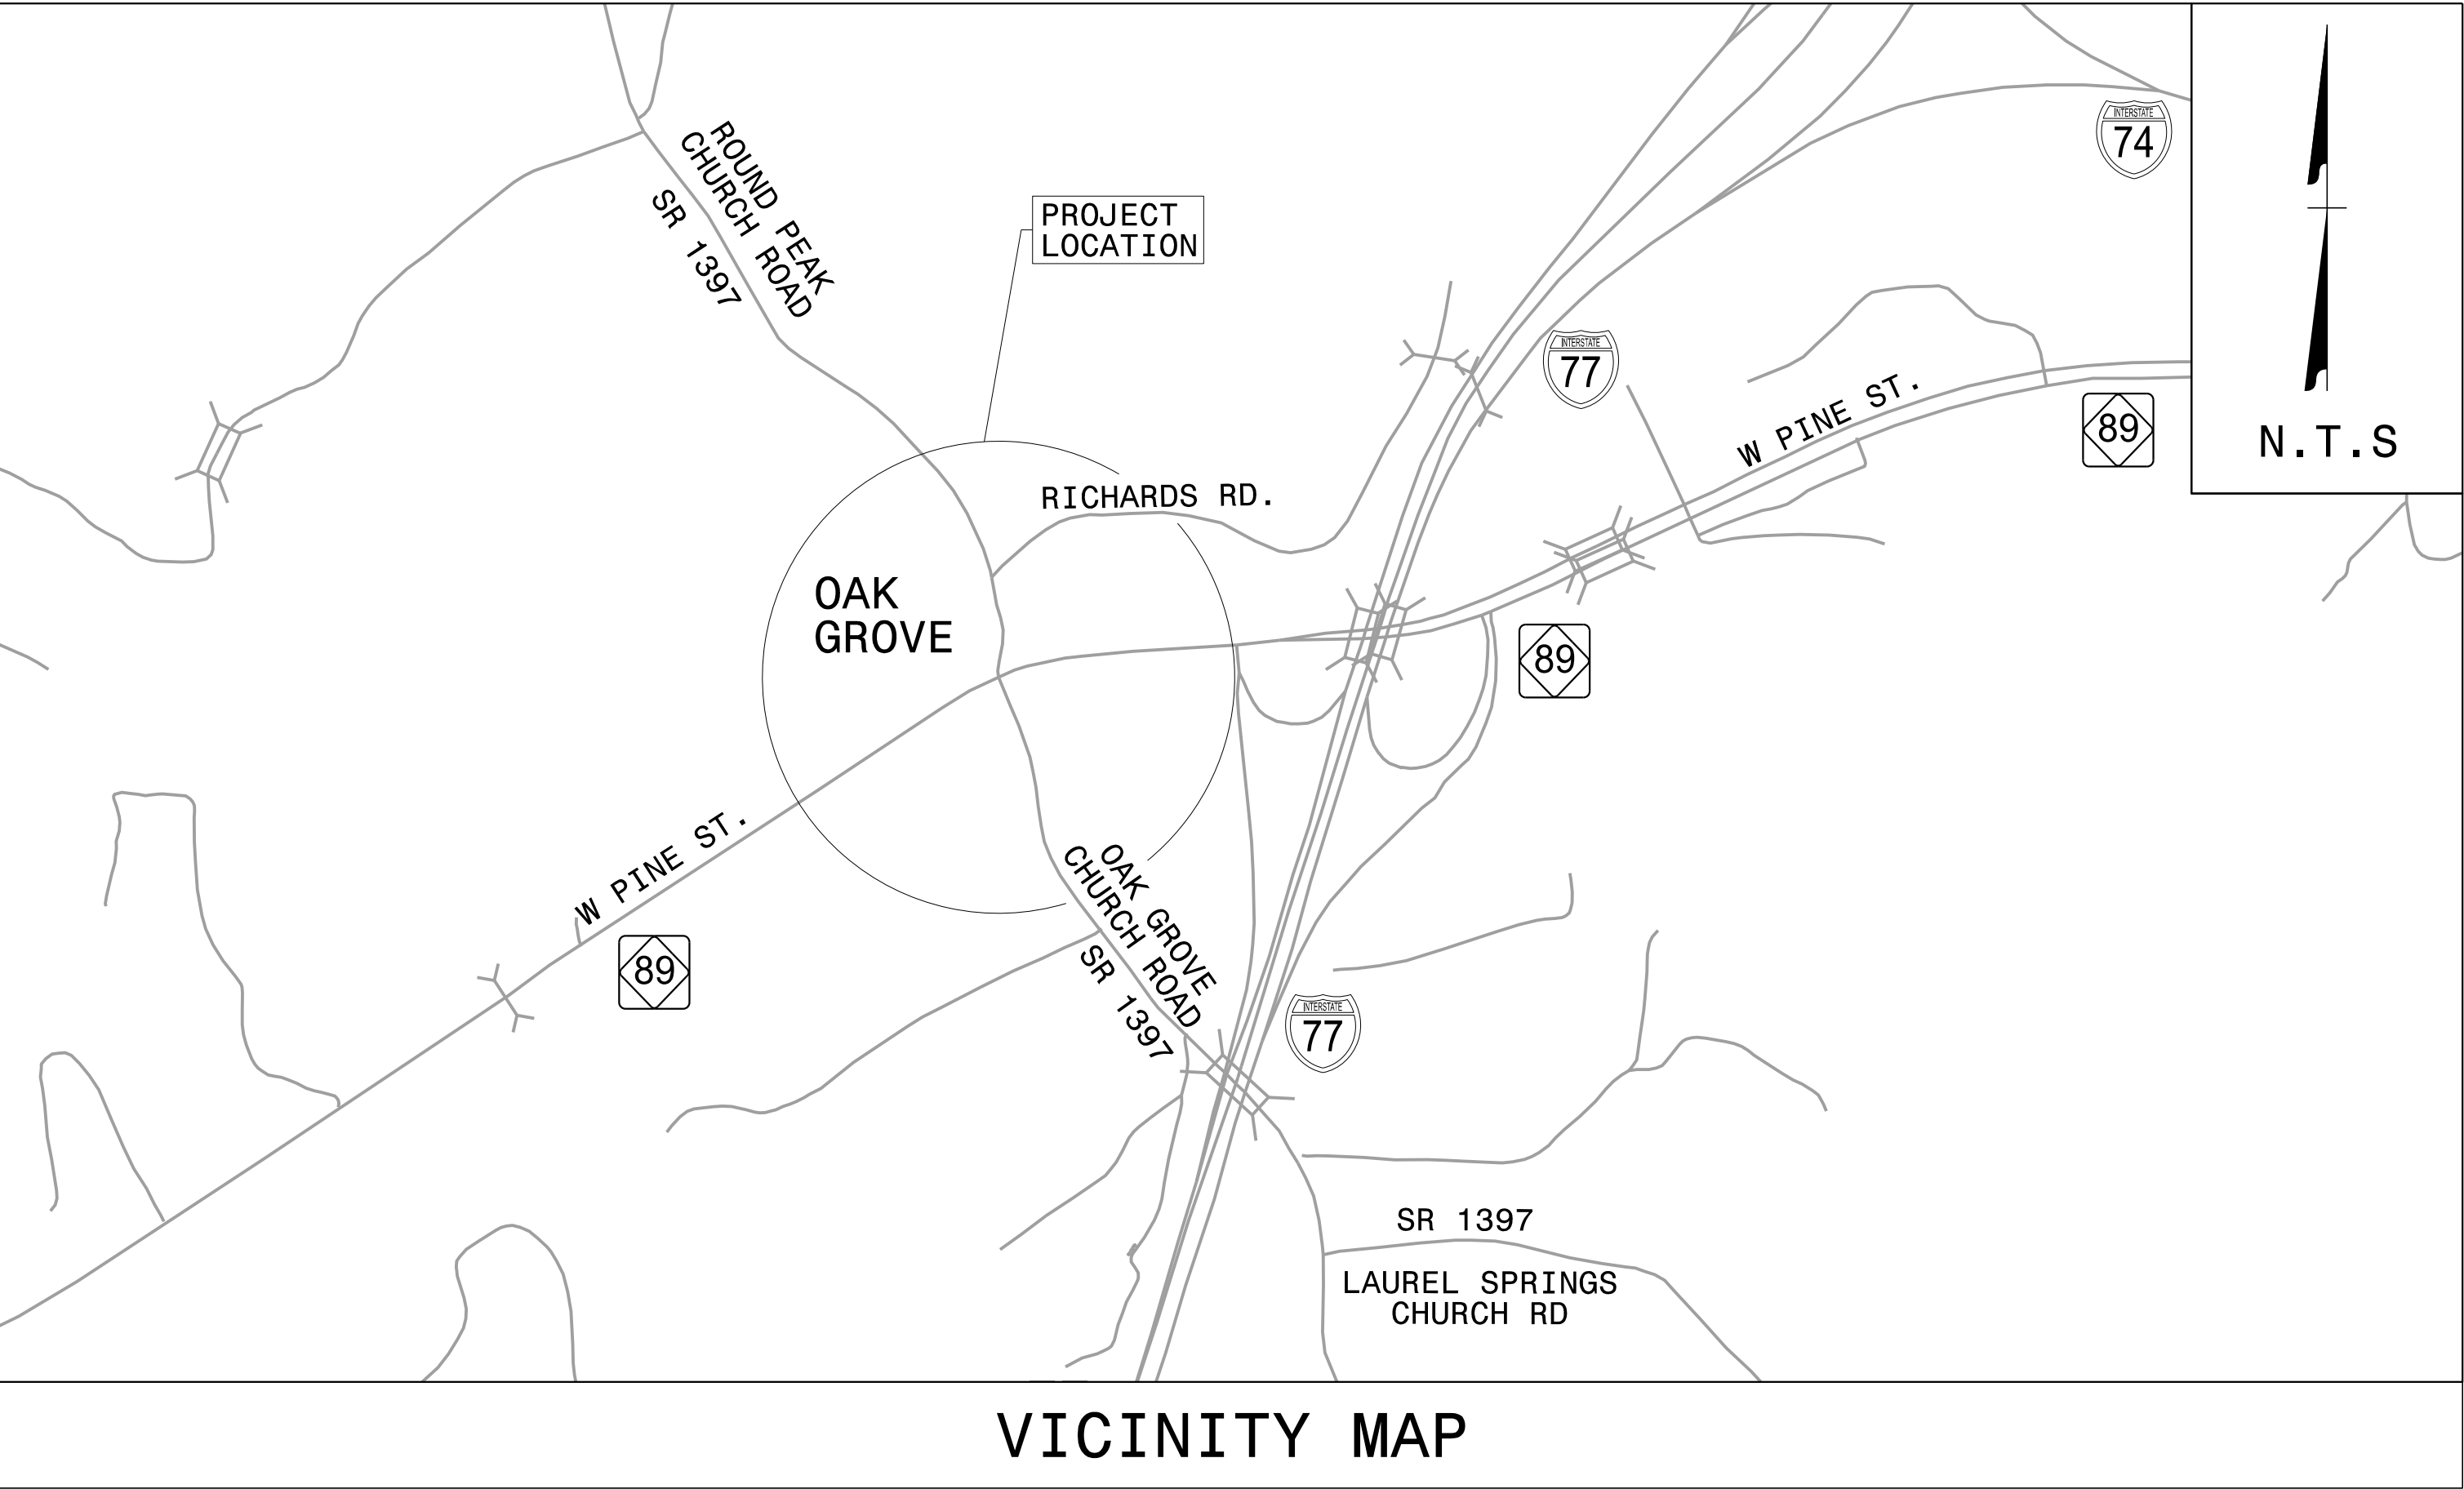 ROUND PEAK
CHURCH ROAD
SR 1397
PROJECT
LOCATION
INTERSTATE
74
INTERSTATE
77
W PINE ST.
89
N.T.S
RICHARDS RD.
OAK
GROVE
89
W PINE ST.
89
OAK GROVE
CHURCH ROAD
SR 1397
INTERSTATE
77
SR 1397
LAUREL SPRINGS
CHURCH RD
VICINITY MAP